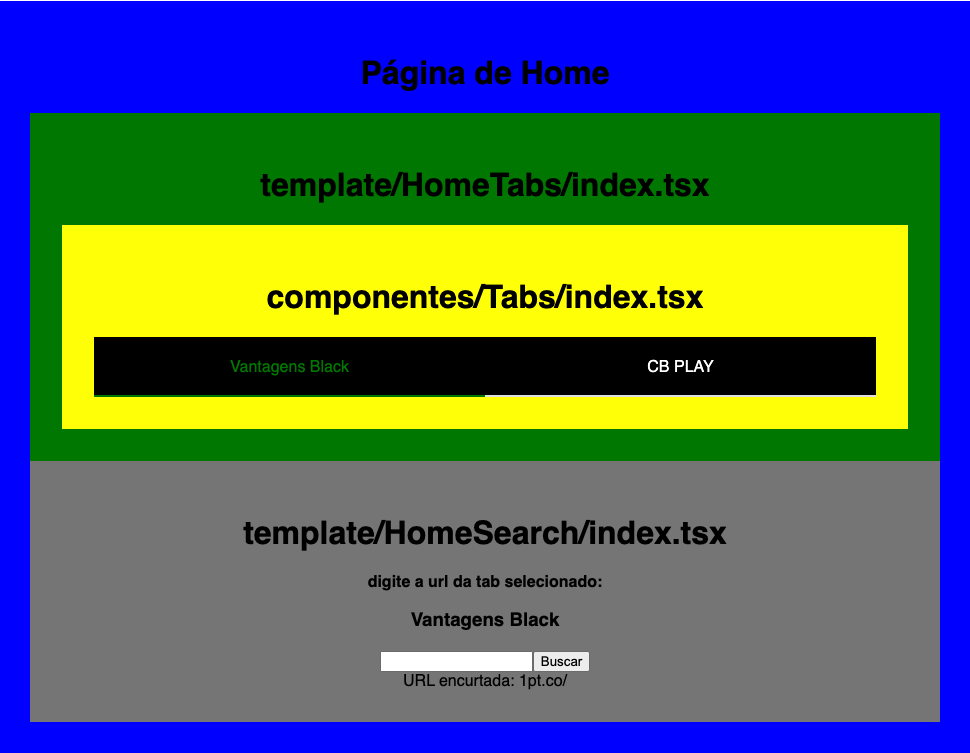 Página de Home
template/HomeTabs/index.tsx
componentes/Tabs/index.tsx
Vantagens Black
CB PLAY
template/HomeSearch/index.tsx
digite a url da tab selecionado:
Vantagens Black
Buscar
URL encurtada: 1pt.co/